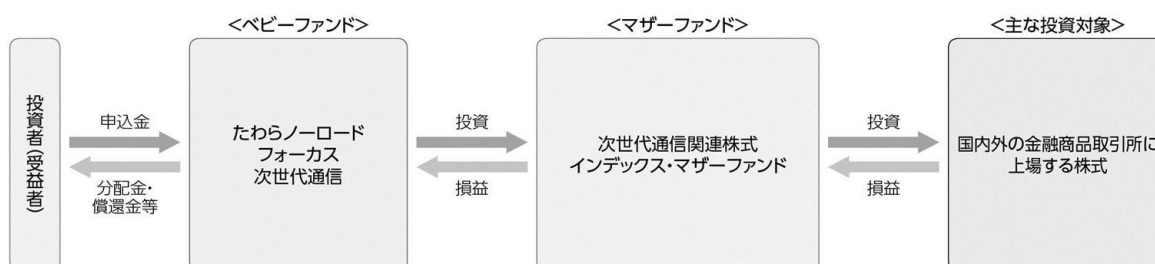 <ベビーファンド>
<マザーファンド>
<主な投資対象>
投資者(受益者)
申込金
分配金・
償還金等
たわらノーロード
フォーカス
次世代通信
投資
損益
次世代通信関連株式
インデックス・マザーファンド
投資
損益
国内外の金融商品取引所に
上場する株式